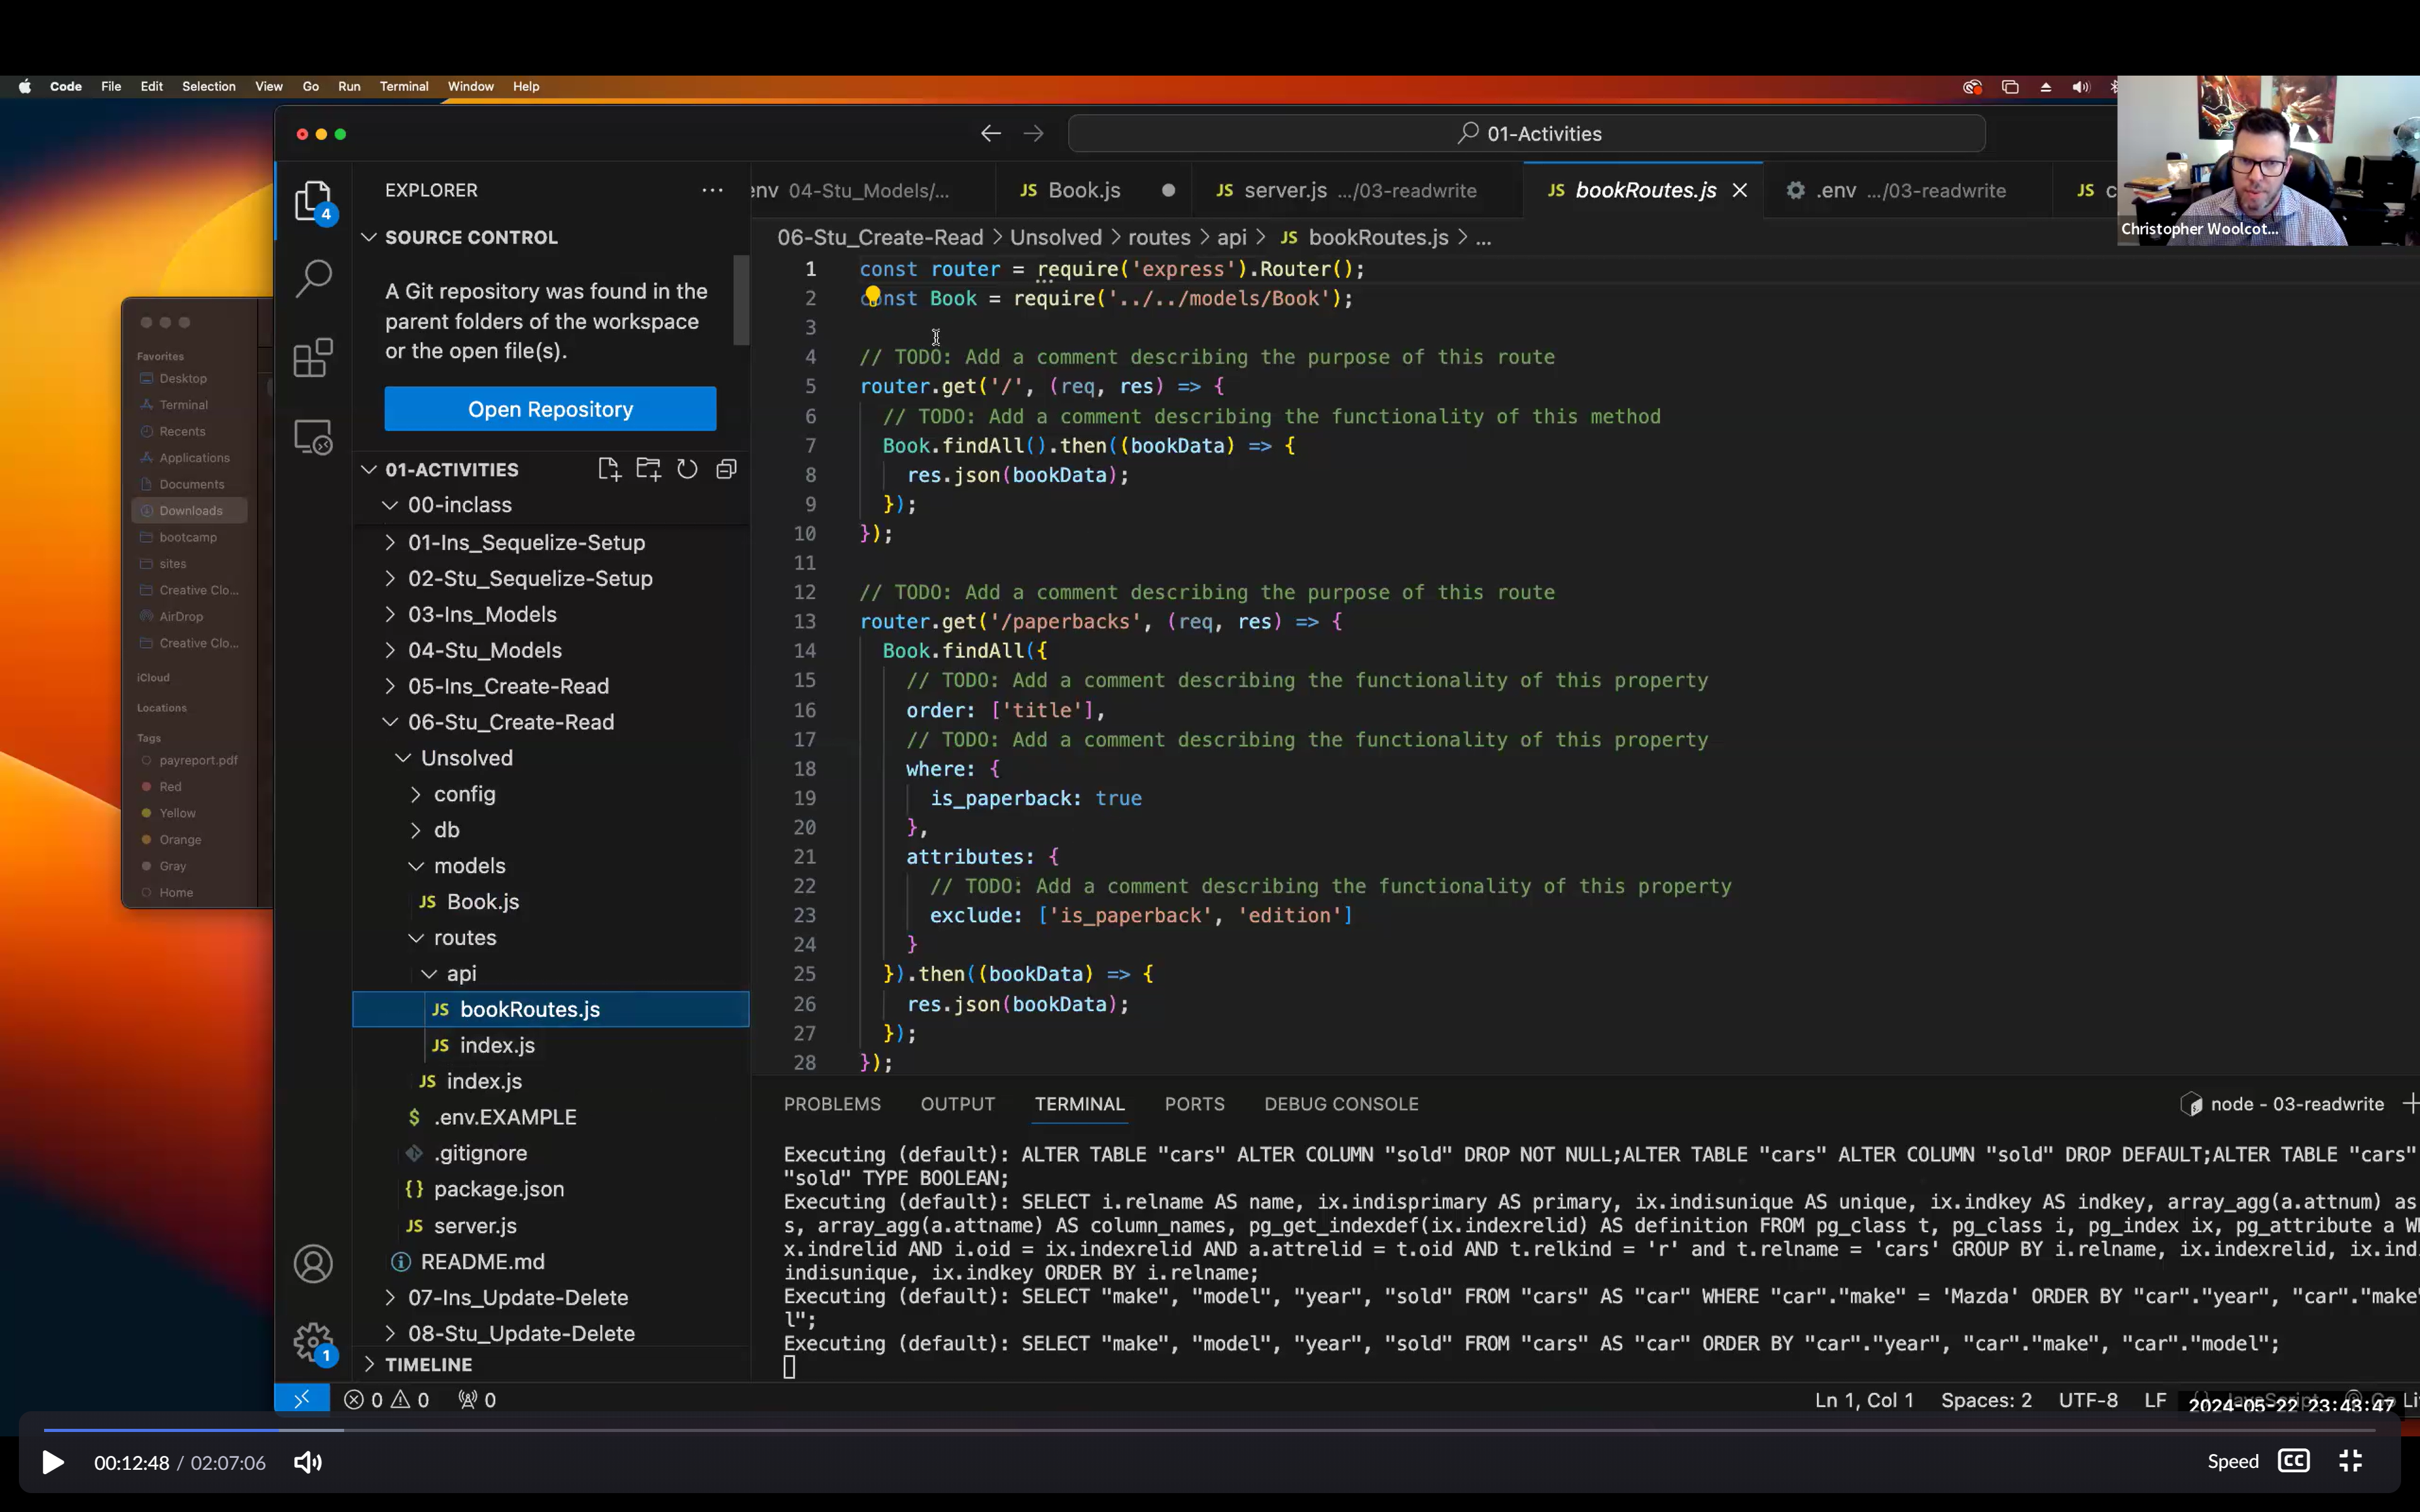 Code File Edit Selection View Go Run Terminal Window Help
01-Activities
Christopher Woolcot...
EXPLORER
4
SOURCE CONTROL
A Git repository was found in the
parent folders of the workspace
or the open file(s).
Open Repository
01-ACTIVITIES
00-inclass
01-Ins_Sequelize-Setup
02-Stu_Sequelize-Setup
03-Ins_Models
04-Stu_Models
05-Ins_Create-Read
06-Stu_Create-Read
Unsolved
config
db
models
JS Book.js
routes
api
JS bookRoutes.js
JS index.js
JS index.js
$ .env.EXAMPLE
.gitignore
{} package.json
JS server.js
README.md
07-Ins_Update-Delete
08-Stu_Update-Delete
TIMELINE
1
Favorites
Desktop
Terminal
Recents
Applications
Documents
Downloads
bootcamp
sites
Creative Clo...
AirDrop
Creative Clo...
iCloud
Locations
Tags
payreport.pdf
Red
Yellow
Orange
Gray
Home
env 04-Stu_Models/... JS Book.js JS server.js .../03-readwrite JS bookRoutes.js .env .../03-readwrite JS c
06-Stu_Create-Read > Unsolved > routes > api > JS bookRoutes.js > ...
1 const router = require('express').Router();
2 const Book = require('../../models/Book');
3
4 // TODO: Add a comment describing the purpose of this route
5 router.get('/', (req, res) => {
6 // TODO: Add a comment describing the functionality of this method
7 Book.findAll().then((bookData) => {
8 res.json(bookData);
9 });
10 });
11
12 // TODO: Add a comment describing the purpose of this route
13 router.get('/paperbacks', (req, res) => {
14 Book.findAll({
15 // TODO: Add a comment describing the functionality of this property
16 order: ['title'],
17 // TODO: Add a comment describing the functionality of this property
18 where: {
19 is_paperback: true
20 },
21 attributes: {
22 // TODO: Add a comment describing the functionality of this property
23 exclude: ['is_paperback', 'edition']
24 }
25 }).then((bookData) => {
26 res.json(bookData);
27 });
28 });
PROBLEMS OUTPUT TERMINAL PORTS DEBUG CONSOLE
node - 03-readwrite
Executing (default): ALTER TABLE "cars" ALTER COLUMN "sold" DROP NOT NULL;ALTER TABLE "cars" ALTER COLUMN "sold" DROP DEFAULT;ALTER TABLE "cars"
"sold" TYPE BOOLEAN;
Executing (default): SELECT i.relname AS name, ix.indisprimary AS primary, ix.indisunique AS unique, ix.indkey AS indkey, array_agg(a.attnum) as
s, array_agg(a.attname) AS column_names, pg_get_indexdef(ix.indexrelid) AS definition FROM pg_class t, pg_class i, pg_index ix, pg_attribute a W
x.indrelid AND i.oid = ix.indexrelid AND a.attrelid = t.oid AND t.relkind = 'r' and t.relname = 'cars' GROUP BY i.relname, ix.indexrelid, ix.ind
indisunique, ix.indkey ORDER BY i.relname;
Executing (default): SELECT "make", "model", "year", "sold" FROM "cars" AS "car" WHERE "car"."make" = 'Mazda' ORDER BY "car"."year", "car"."make
l";
Executing (default): SELECT "make", "model", "year", "sold" FROM "cars" AS "car" ORDER BY "car"."year", "car"."make", "car"."model";
0 0 0
Ln 1, Col 1 Spaces: 2 UTF-8 LF
2024-05-22 23:43:47
00:12:48 / 02:07:06
Speed CC